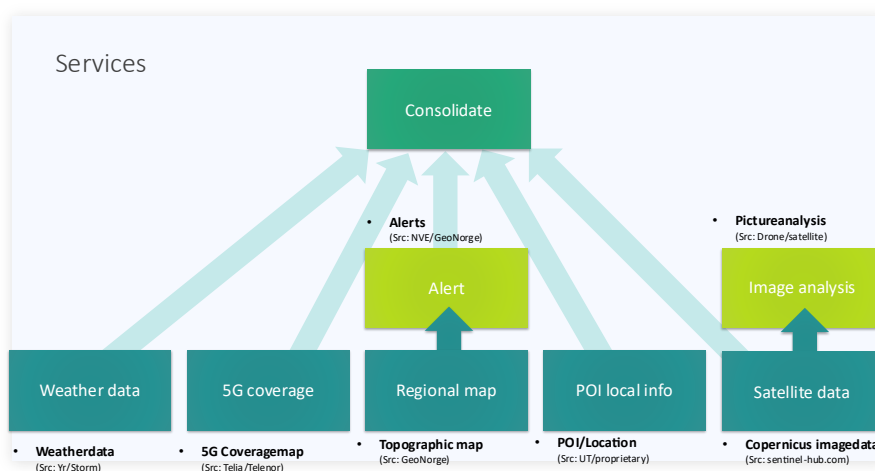 Services
Consolidate
• Alerts
(Src: NVE/GeoNorge)
• Pictureanalysis
(Src: Drone/satellite)
Alert
Image analysis
Weather data
5G coverage
Regional map
POI local info
Satellite data
• Weatherdata
(Src: Yr/Storm)
• 5G Coveragemap
(Src: Telia/Telenor)
• Topographic map
(Src: GeoNorge)
• POI/Location
(Src: UT/proprietary)
• Copernicus imagedata
(Src: sentinel-hub.com)